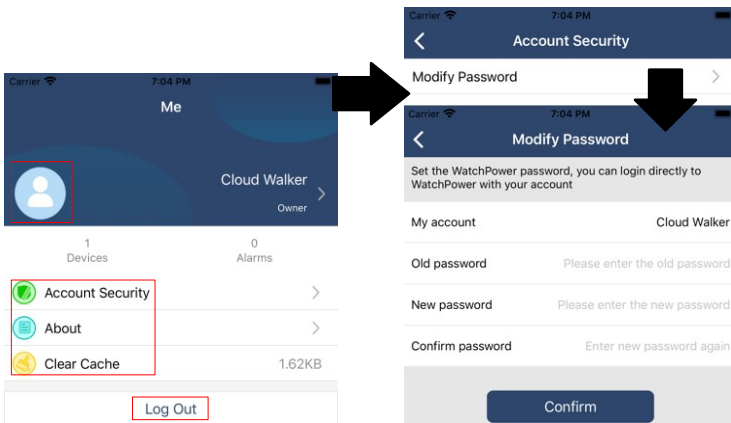 Carrier 7:04 PM
Me
Cloud Walker
Owner
1 0
Devices Alarms
Account Security
About
Clear Cache 1.62KB
Log Out
Carrier 7:04 PM
Account Security
Modify Password
Carrier 7:04 PM
Modify Password
Set the WatchPower password, you can login directly to
WatchPower with your account
My account Cloud Walker
Old password Please enter the old password
New password Please enter the new password
Confirm password Enter new password again
Confirm